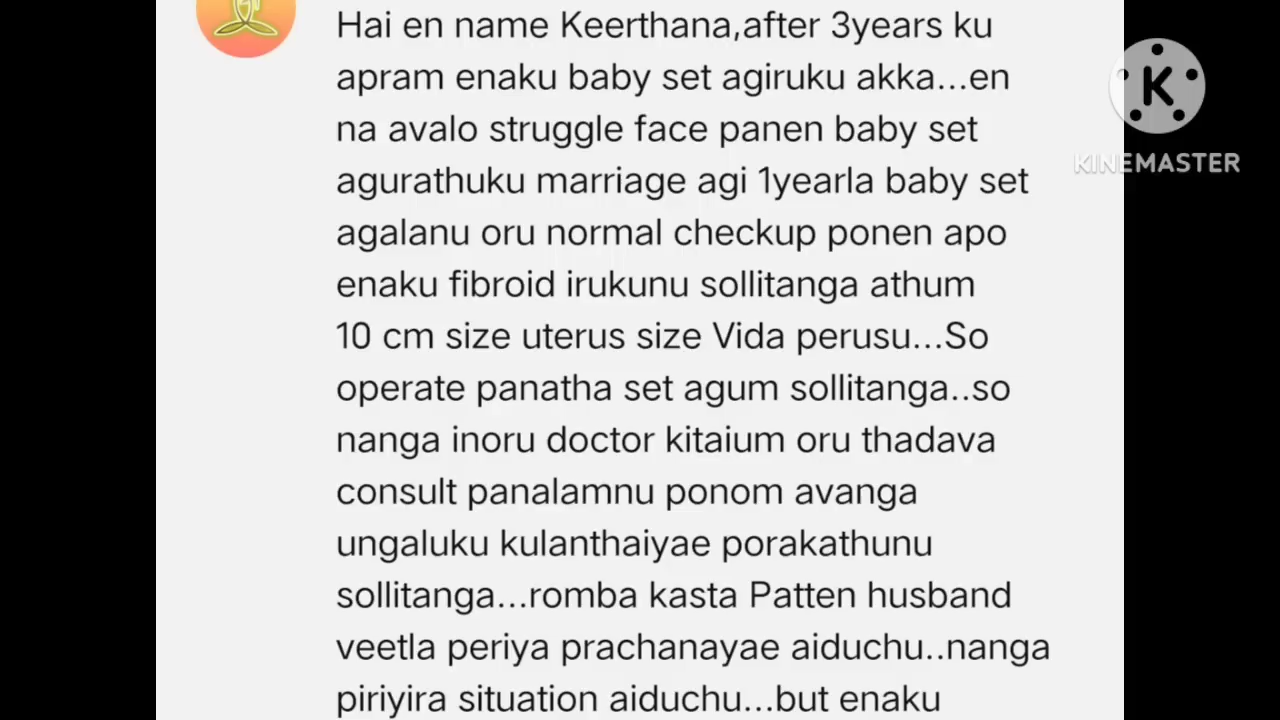 Hai en name Keerthana,after 3years ku
apram enaku baby set agiruku akka...en
na avalo struggle face panen baby set
agurathuku marriage agi 1yearla baby set
agalanu oru normal checkup ponen apo
enaku fibroid irukunu sollitanga athum
10 cm size uterus size Vida perusu...So
operate panatha set agum sollitanga..so
nanga inoru doctor kitaium oru thadava
consult panalamnu ponom avanga
ungaluku kulanthaiyae porakathunu
sollitanga...romba kasta Patten husband
veetla periya prachanayae aiduchu..nanga
piriyira situation aiduchu...but enaku
K
KINEMASTER